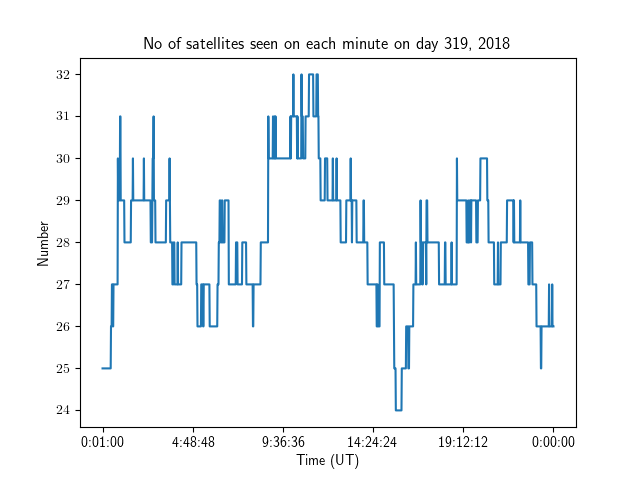 No of satellites seen on each minute on day 319, 2018
32
31
30
29
28
27
26
25
24
Number
0:01:00 4:48:48 9:36:36 14:24:24 19:12:12 0:00:00
Time (UT)